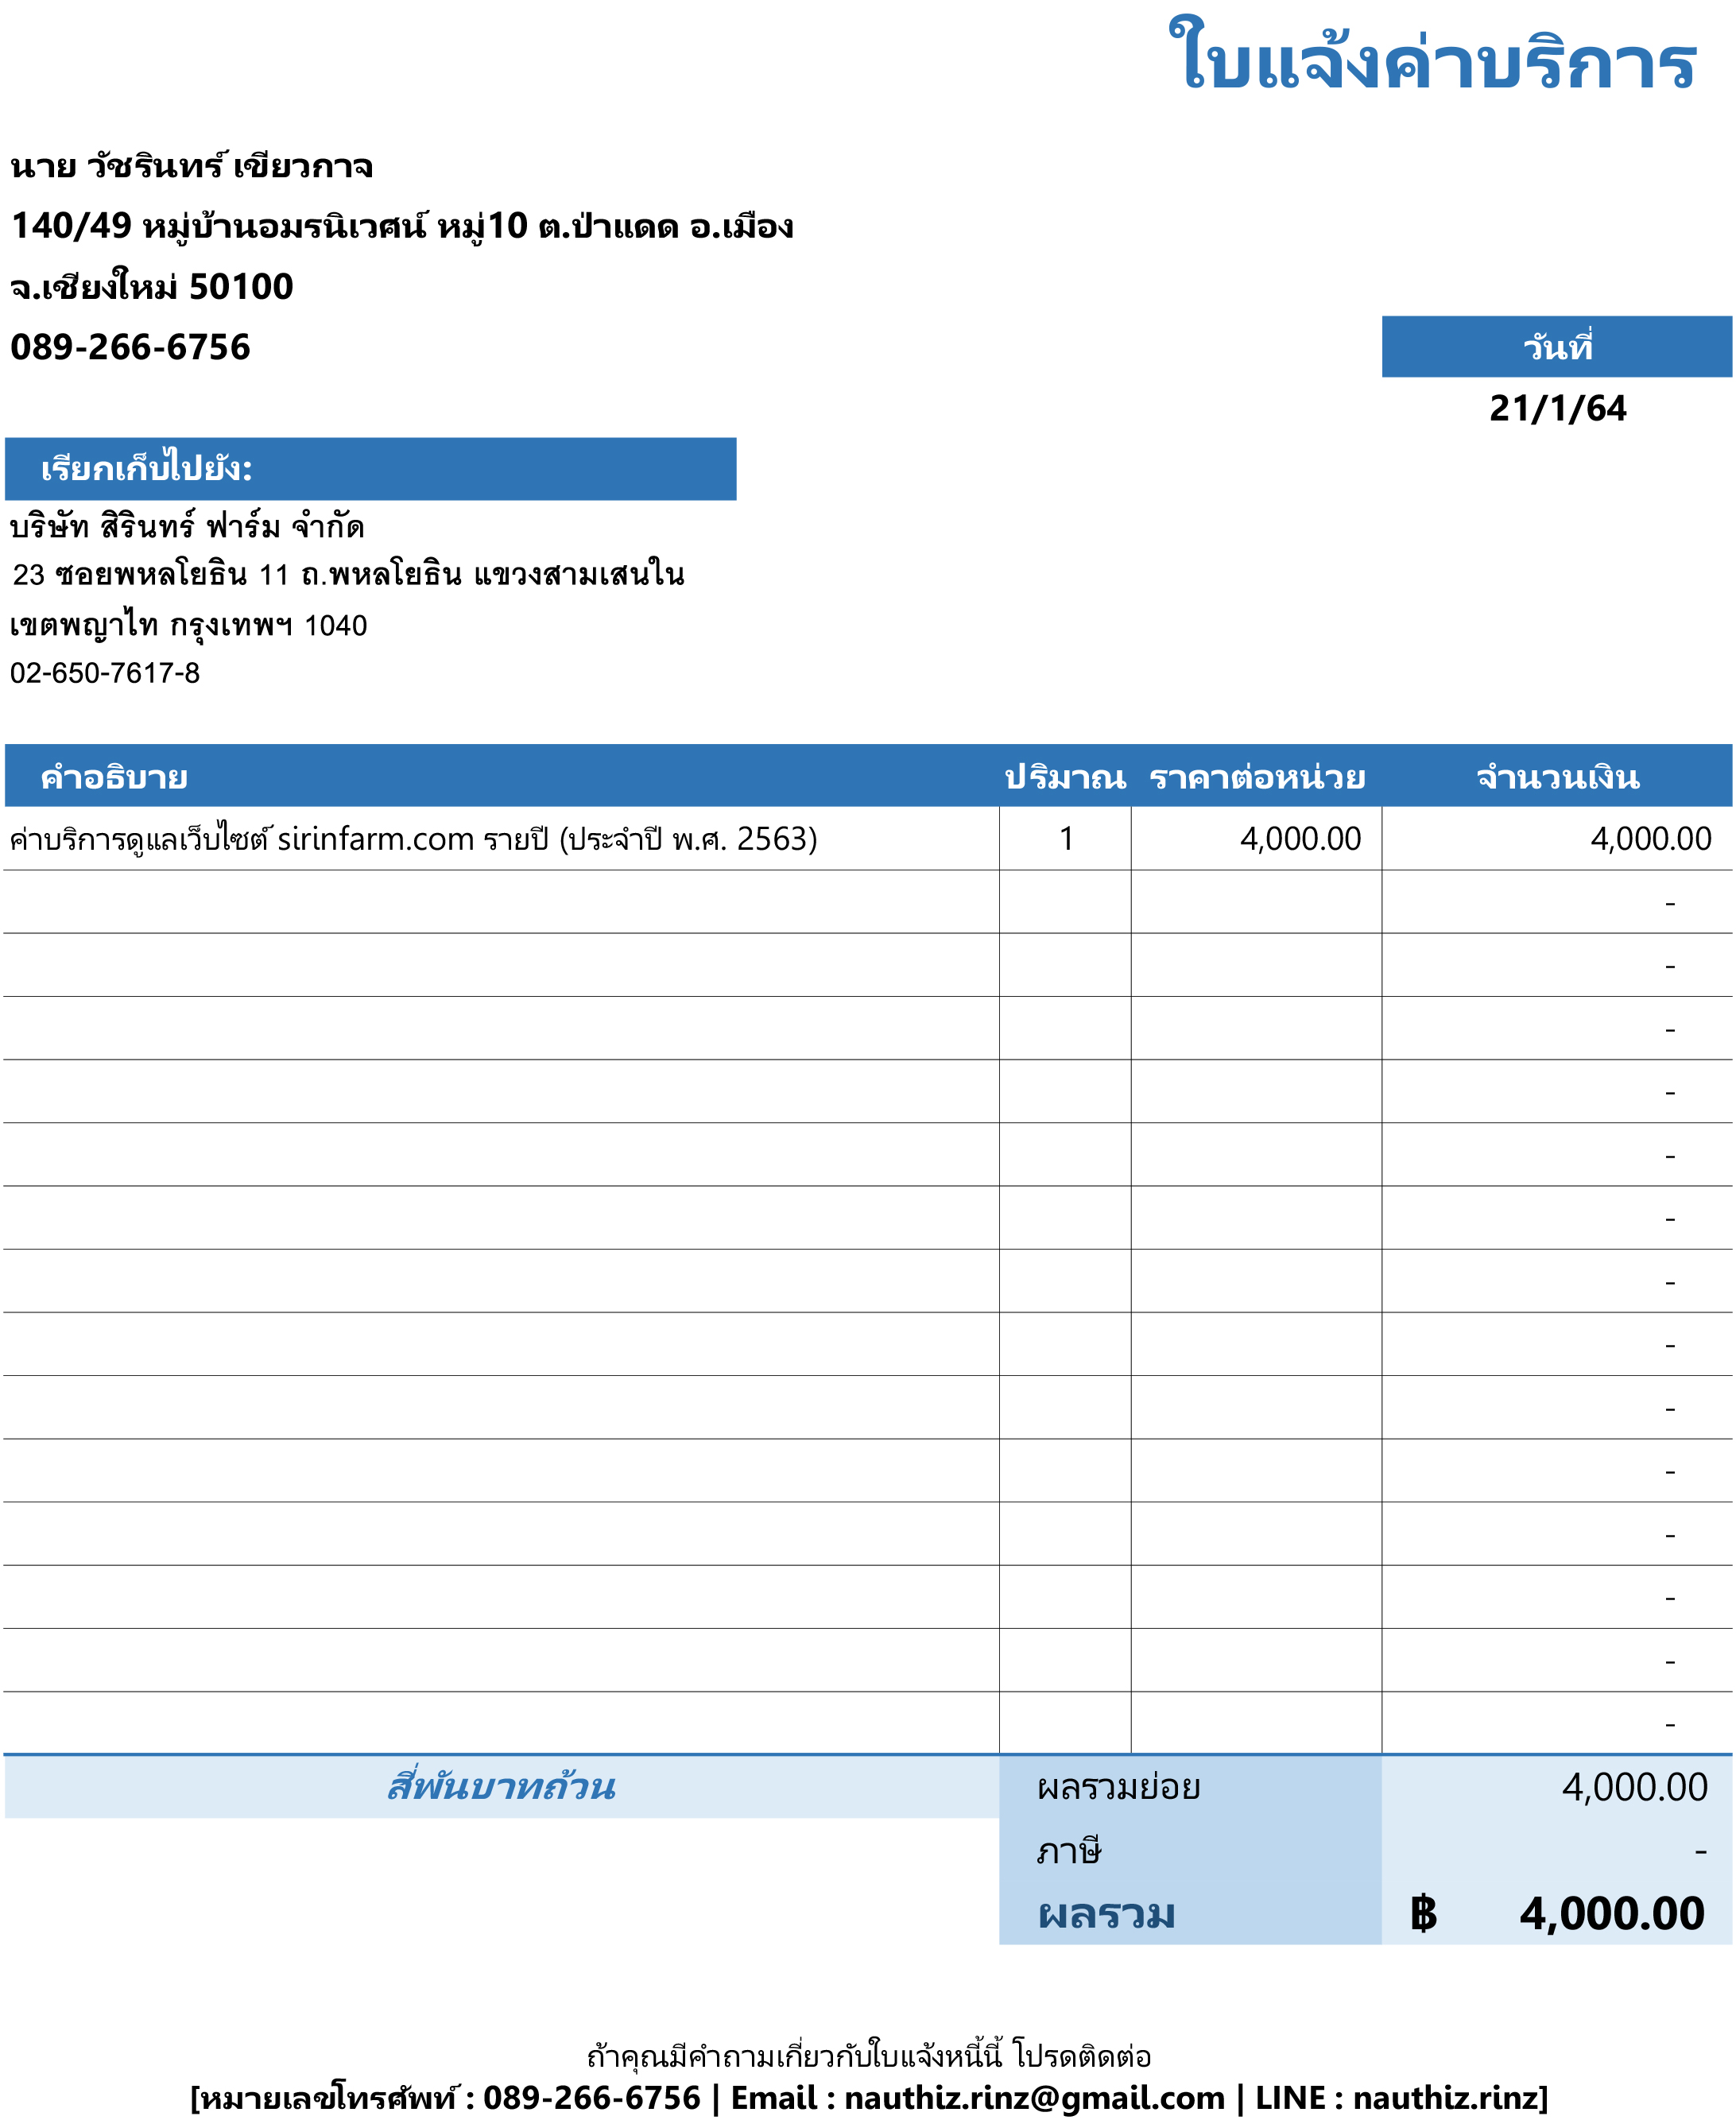 ใบแจ้งค่าบริการ
นาย วัชรินทร์ เขียวกาจ
140/49 หมู่บ้านอมรนิเวศน์ หมู่10 ต.ป่าแดด อ.เมือง
จ.เชียงใหม่ 50100
089-266-6756
วันที่
21/1/64
เรียกเก็บไปยัง:
บริษัท สิรินทร์ ฟาร์ม จำกัด
23 ซอยพหลโยธิน 11 ถ.พหลโยธิน แขวงสามเสนใน
เขตพญาไท กรุงเทพฯ 1040
02-650-7617-8
คำอธิบาย ปริมาณ ราคาต่อหน่วย จำนวนเงิน
ค่าบริการดูแลเว็บไซต์ sirinfarm.com รายปี (ประจำปี พ.ศ. 2563) 1 4,000.00 4,000.00
-
-
-
-
-
-
-
-
-
-
-
-
-
-
สี่พันบาทถ้วน ผลรวมย่อย 4,000.00
ภาษี -
ผลรวม ฿ 4,000.00
ถ้าคุณมีคำถามเกี่ยวกับใบแจ้งหนี้นี้ โปรดติดต่อ
[หมายเลขโทรศัพท์ : 089-266-6756 | Email : nauthiz.rinz@gmail.com | LINE : nauthiz.rinz]